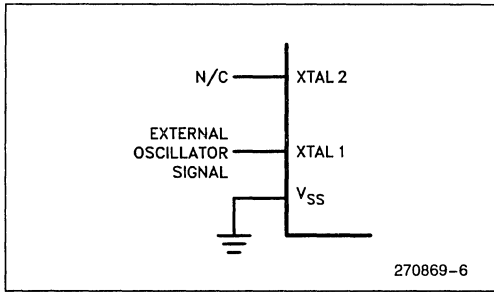 N/C XTAL 2
EXTERNAL
OSCILLATOR XTAL 1
SIGNAL
VSS
270869-6